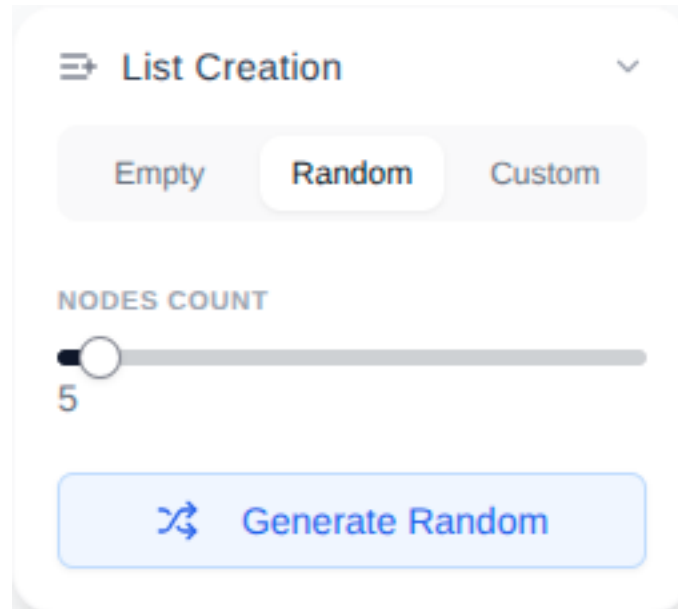 List Creation
Empty Random Custom
NODES COUNT
5
Generate Random